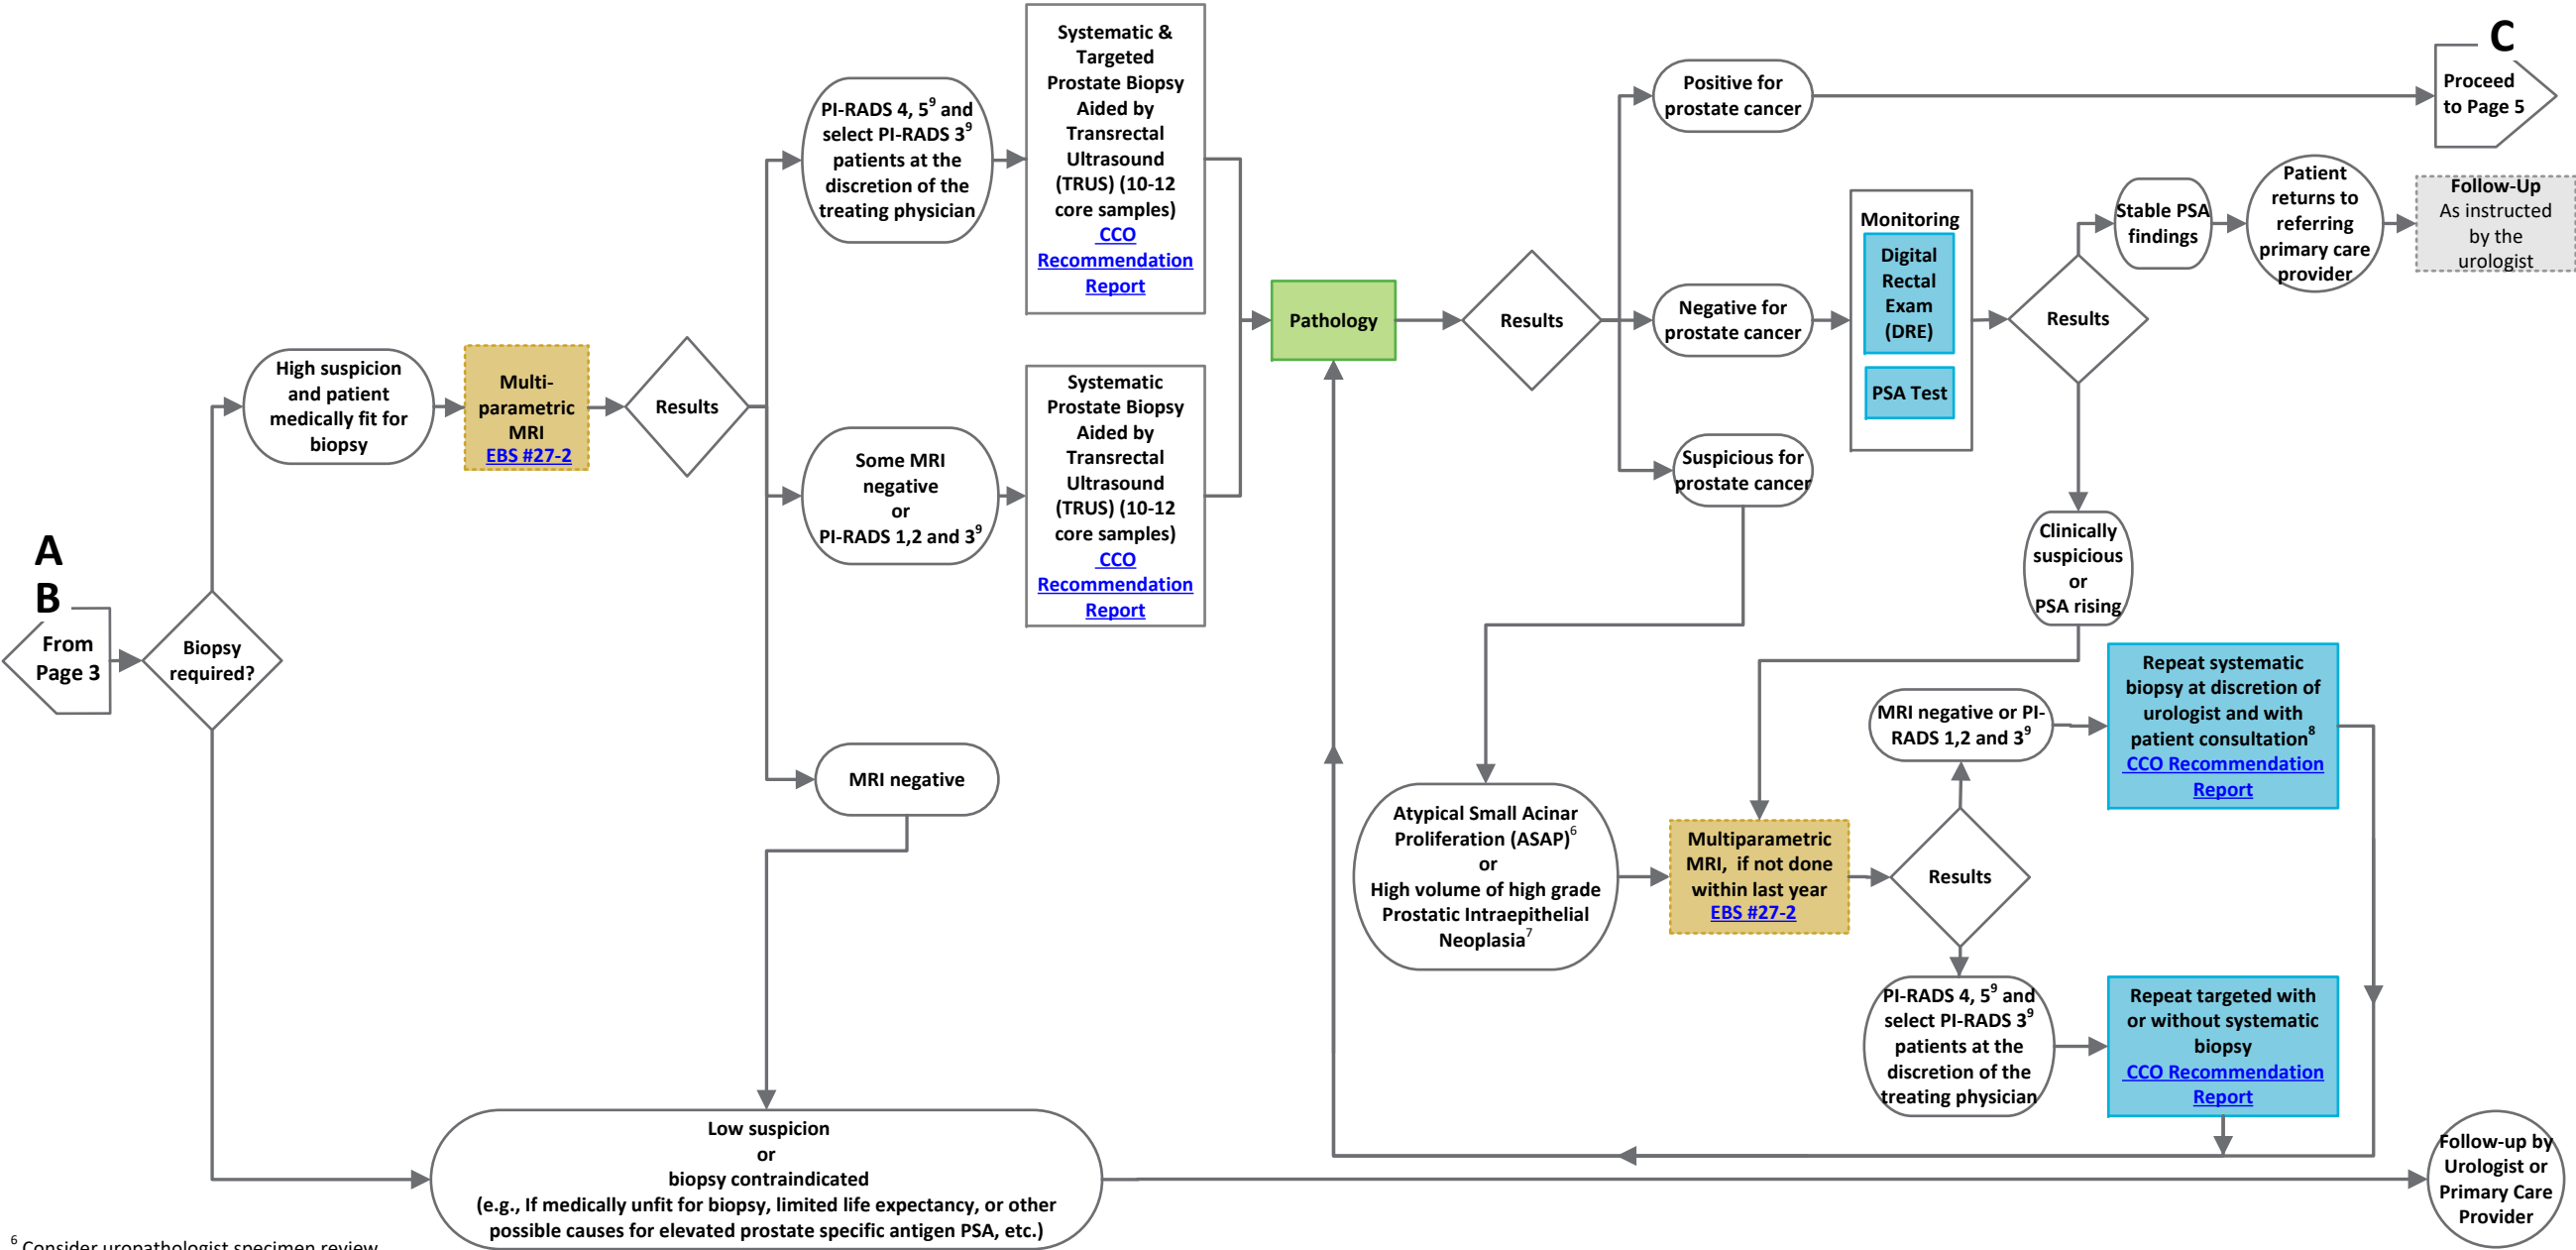 A
B
From
Page 3
Biopsy
required?
High suspicion
and patient
medically fit for
biopsy
Multi-
parametric
MRI
EBS #27-2
Results
PI-RADS 4, 5⁹ and
select PI-RADS 3⁹
patients at the
discretion of the
treating physician
Systematic &
Targeted
Prostate Biopsy
Aided by
Transrectal
Ultrasound
(TRUS) (10-12
core samples)
CCO
Recommendation
Report
Some MRI
negative
or
PI-RADS 1,2 and 3⁹
Systematic
Prostate Biopsy
Aided by
Transrectal
Ultrasound
(TRUS) (10-12
core samples)
CCO
Recommendation
Report
MRI negative
Low suspicion
or
biopsy contraindicated
(e.g., If medically unfit for biopsy, limited life expectancy, or other
possible causes for elevated prostate specific antigen PSA, etc.)
Pathology
Results
Positive for
prostate cancer
C
Proceed
to Page 5
Negative for
prostate cancer
Monitoring
Digital
Rectal
Exam
(DRE)
PSA Test
Results
Stable PSA
findings
Patient
returns to
referring
primary care
provider
Follow-Up
As instructed
by the
urologist
Suspicious for
prostate cancer
Clinically
suspicious
or
PSA rising
Atypical Small Acinar
Proliferation (ASAP)⁶
or
High volume of high grade
Prostatic Intraepithelial
Neoplasia⁷
Multiparametric
MRI, if not done
within last year
EBS #27-2
Results
MRI negative or PI-
RADS 1,2 and 3⁹
Repeat systematic
biopsy at discretion of
urologist and with
patient consultation⁸
CCO Recommendation
Report
PI-RADS 4, 5⁹ and
select PI-RADS 3⁹
patients at the
discretion of the
treating physician
Repeat targeted with
or without systematic
biopsy
CCO Recommendation
Report
Follow-up by
Urologist or
Primary Care
Provider
⁶ Consider uropathologist specimen review